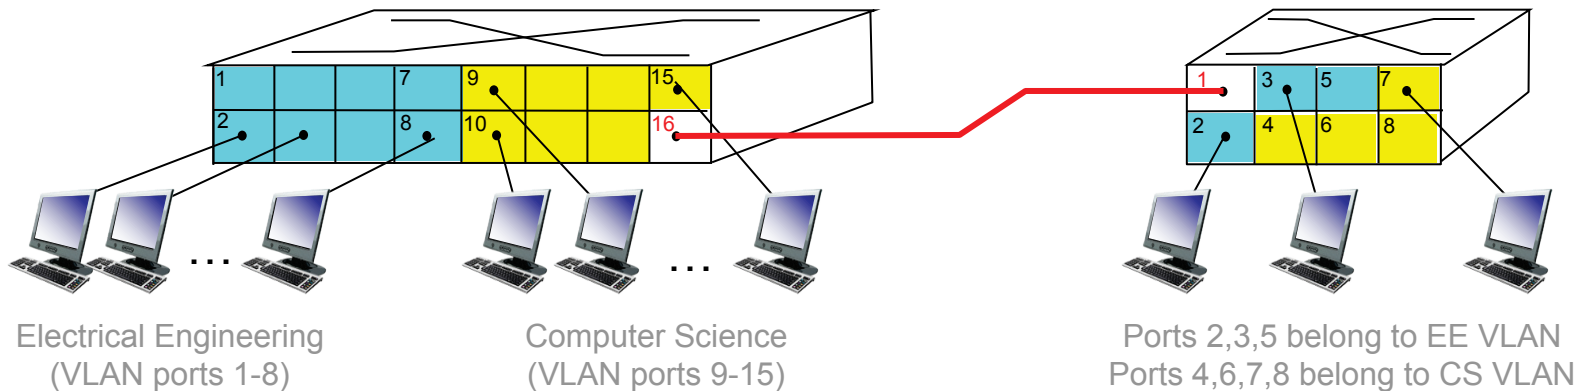 1 7 9 15
2 8 10 16
1 3 5 7
2 4 6 8
... ...
Electrical Engineering
(VLAN ports 1-8)
Computer Science
(VLAN ports 9-15)
Ports 2,3,5 belong to EE VLAN
Ports 4,6,7,8 belong to CS VLAN